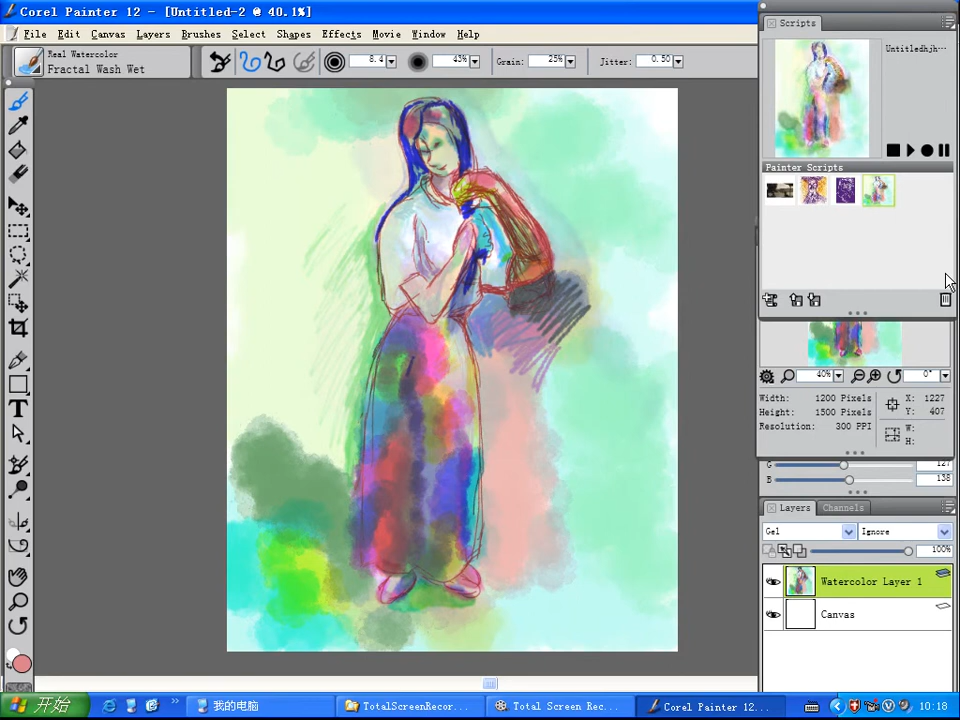 Corel Painter 12 - [Untitled-2 @ 40.1%]
File Edit Canvas Layers Brushes Select Shapes Effects Movie Window Help
Real Watercolor
Fractal Wash Wet
8.4 43% Grain: 25% Jitter: 0.50
Scripts
Untitledhjh...
Painter Scripts
40% 0°
Width: 1200 Pixels
Height: 1500 Pixels
Resolution: 300 PPI
X: 1227
Y: 407
W:
H:
G 127
B 138
Layers Channels
Gel Ignore
100%
Watercolor Layer 1
Canvas
开始 我的电脑 TotalScreenRecor... Total Screen Rec... Corel Painter 12... 10:18